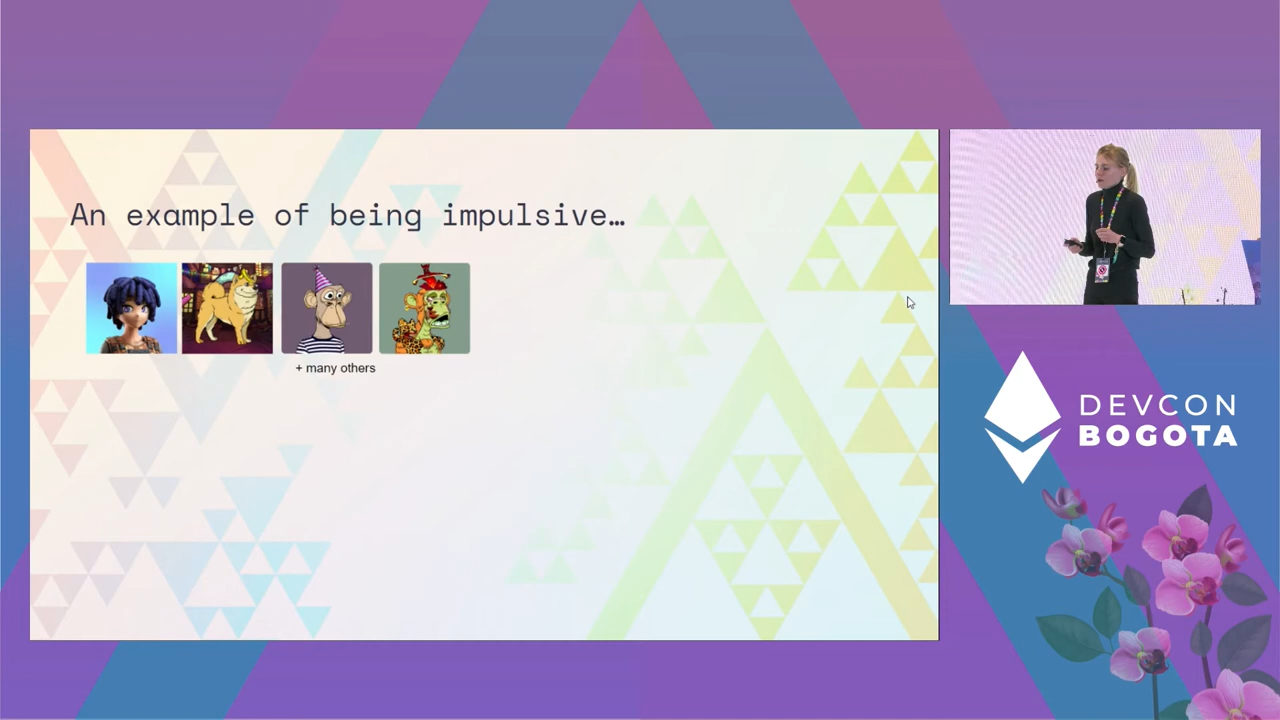 An example of being impulsive…
+ many others
DEVCON
BOGOTA